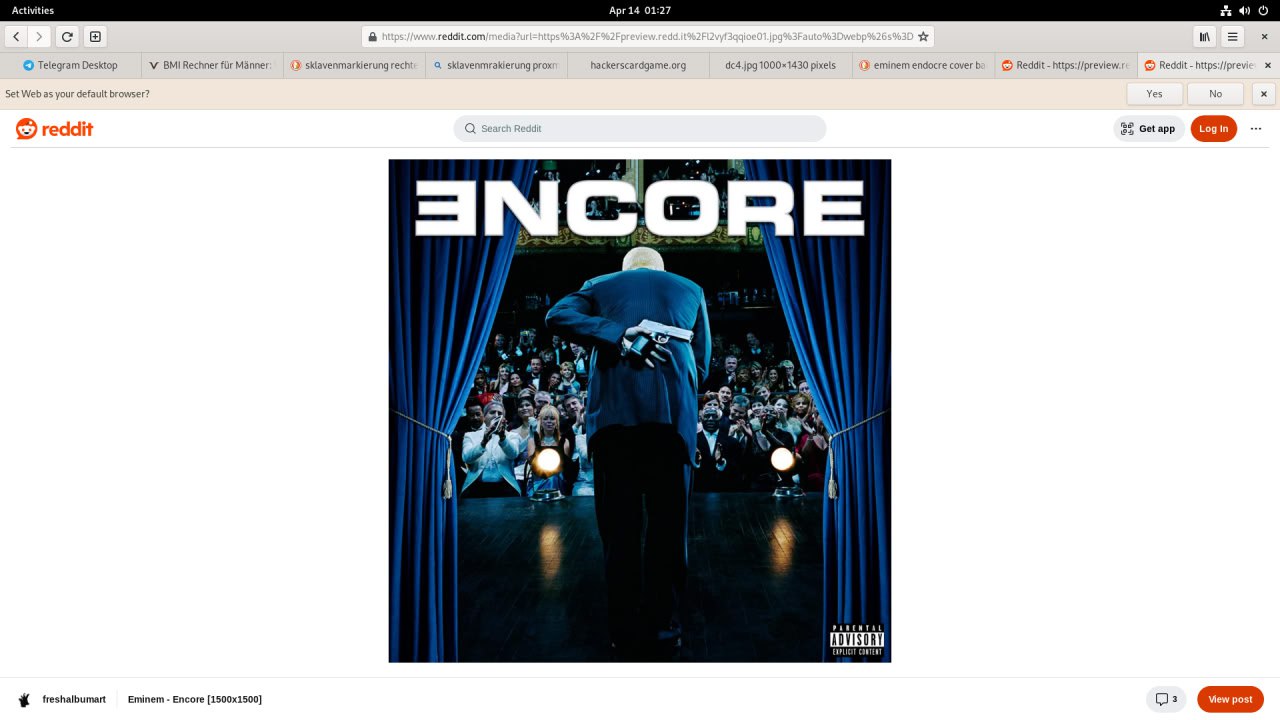 Activities
Apr 14 01:27
https://www.reddit.com/media?url=https%3A%2F%2Fpreview.redd.it%2Fl2vyf3qqioe01.jpg%3Fauto%3Dwebp%26s%3D
Telegram Desktop
BMI Rechner für Männer:
sklavenmarkierung rechte
sklavenmrakierung proxm
hackerscardgame.org
dc4.jpg 1000×1430 pixels
eminem endocre cover ba
Reddit - https://preview.re
Reddit - https://preview
Set Web as your default browser?
Yes
No
reddit
Search Reddit
Get app
Log In
ENCORE
PARENTAL
ADVISORY
EXPLICIT CONTENT
freshalbumart
Eminem - Encore [1500x1500]
3
View post